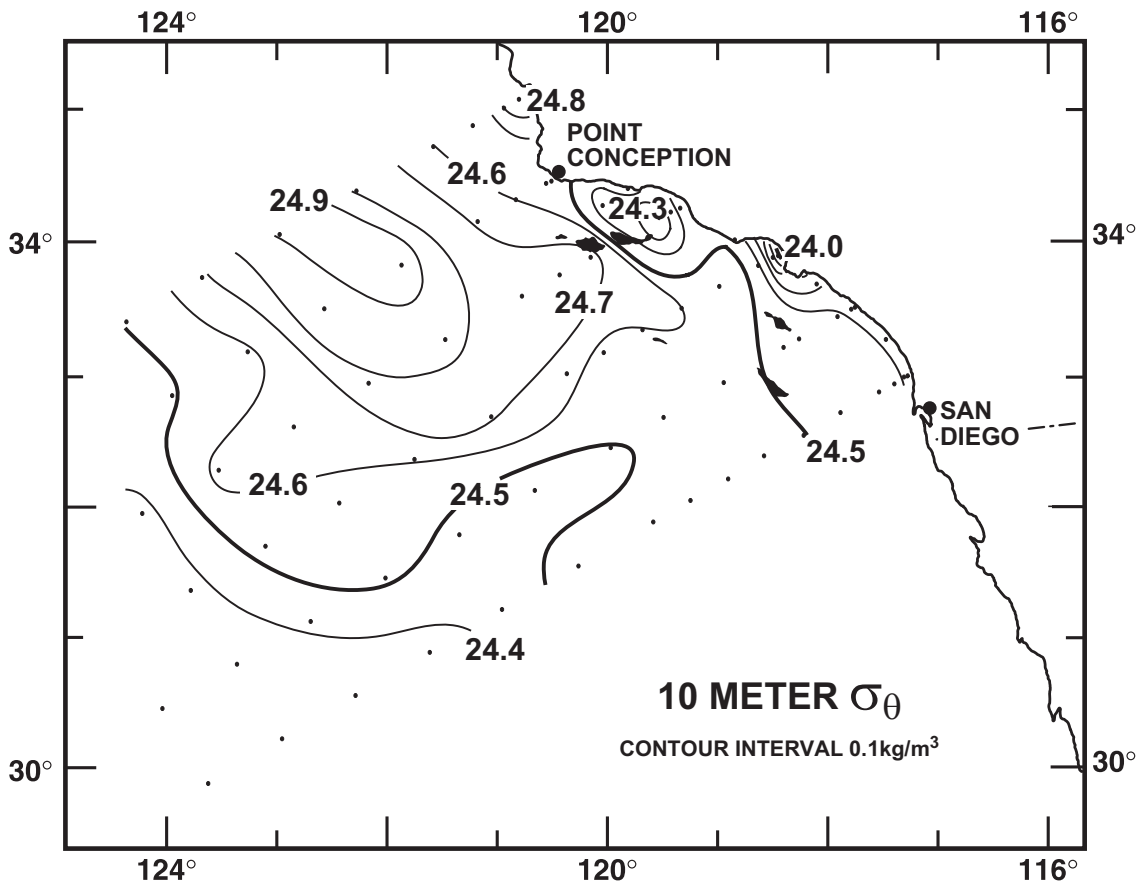 124° 120° 116°
24.8
POINT
CONCEPTION
24.6
24.9
24.3
34° 34°
24.0
24.7
SAN
DIEGO
24.5
24.6
24.5
24.4
10 METER σθ
CONTOUR INTERVAL 0.1kg/m³
30° 30°
124° 120° 116°